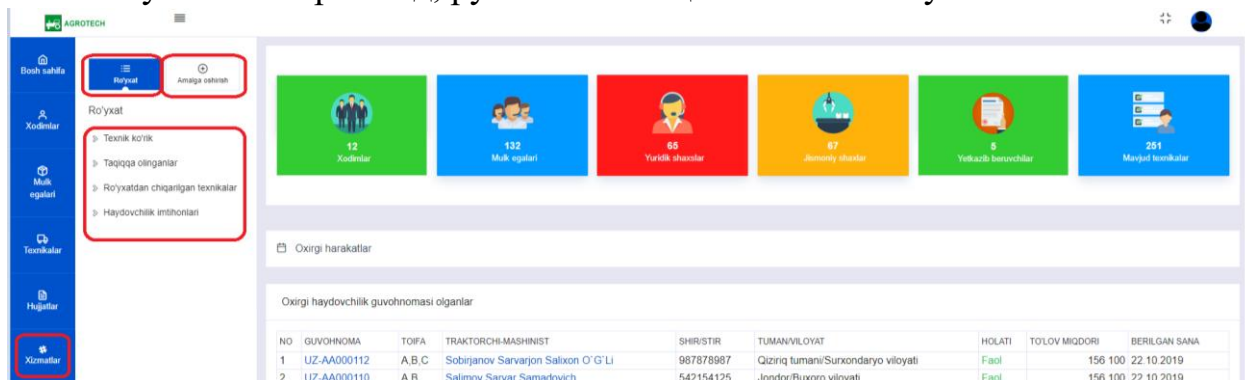 AGROTECH
Bosh sahifa
Ro'yxat
Amalga oshirish
Xodimlar
Ro'yxat
Texnik ko'rik
Taqiqqa olinganlar
Ro'yxatdan chiqarilgan texnikalar
Haydovchilik imtihonlari
Mulk
egalari
Texnikalar
Hujjatlar
Xizmatlar
12
Xodimlar
132
Mulk egalari
65
Yuridik shaxslar
67
Jismoniy shaxlar
5
Yetkazib beruvchilar
251
Mavjud texnikalar
Oxirgi harakatlar
Oxirgi haydovchilik guvohnomasi olganlar
NO GUVOHNOMA TOIFA TRAKTORCHI-MASHINIST SHIR/STIR TUMAN/VILOYAT HOLATI TO'LOV MIQDORI BERILGAN SANA
1 UZ-AA000112 A,B,C Sobirjanov Sarvarjon Salixon O`G`Li 987878987 Qiziriq tumani/Surxondaryo viloyati Faol 156 100 22.10.2019
2 UZ-AA000110 A,B Salimov Sarvar Samadovich 542154125 Jondor/Buxoro viloyati Faol 156 100 22.10.2019